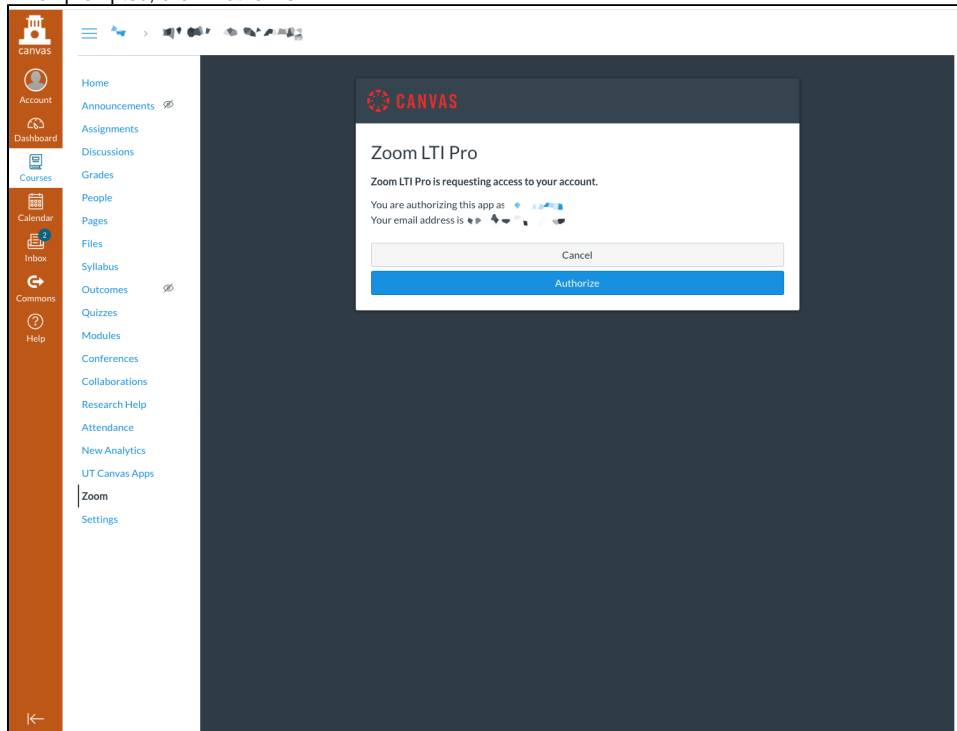 canvas
Account
Dashboard
Courses
Calendar
2
Inbox
Commons
Help
Home
Announcements
Assignments
Discussions
Grades
People
Pages
Files
Syllabus
Outcomes
Quizzes
Modules
Conferences
Collaborations
Research Help
Attendance
New Analytics
UT Canvas Apps
Zoom
Settings
CANVAS
Zoom LTI Pro
Zoom LTI Pro is requesting access to your account.
You are authorizing this app as
Your email address is
Cancel
Authorize